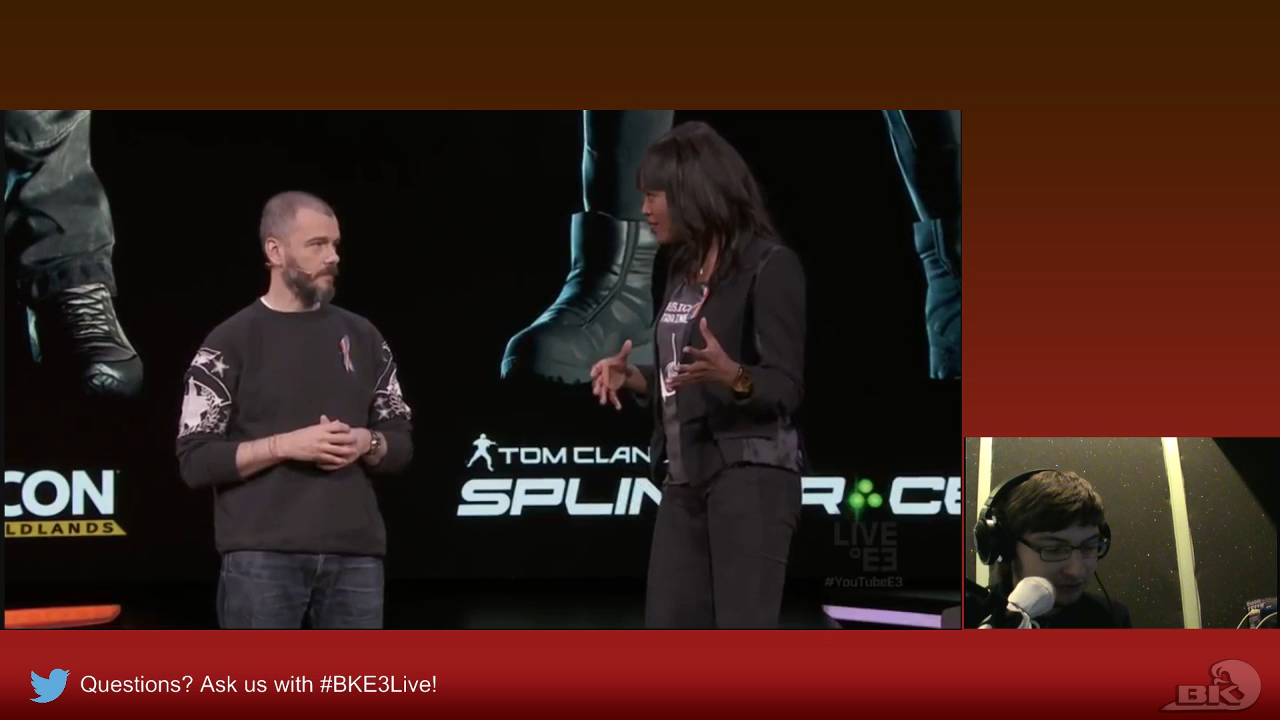 TOM CLAN
SPLIN R CE
CON
LDLANDS
LIVE
E3
#YouTubeE3
Questions? Ask us with #BKE3Live!
BK